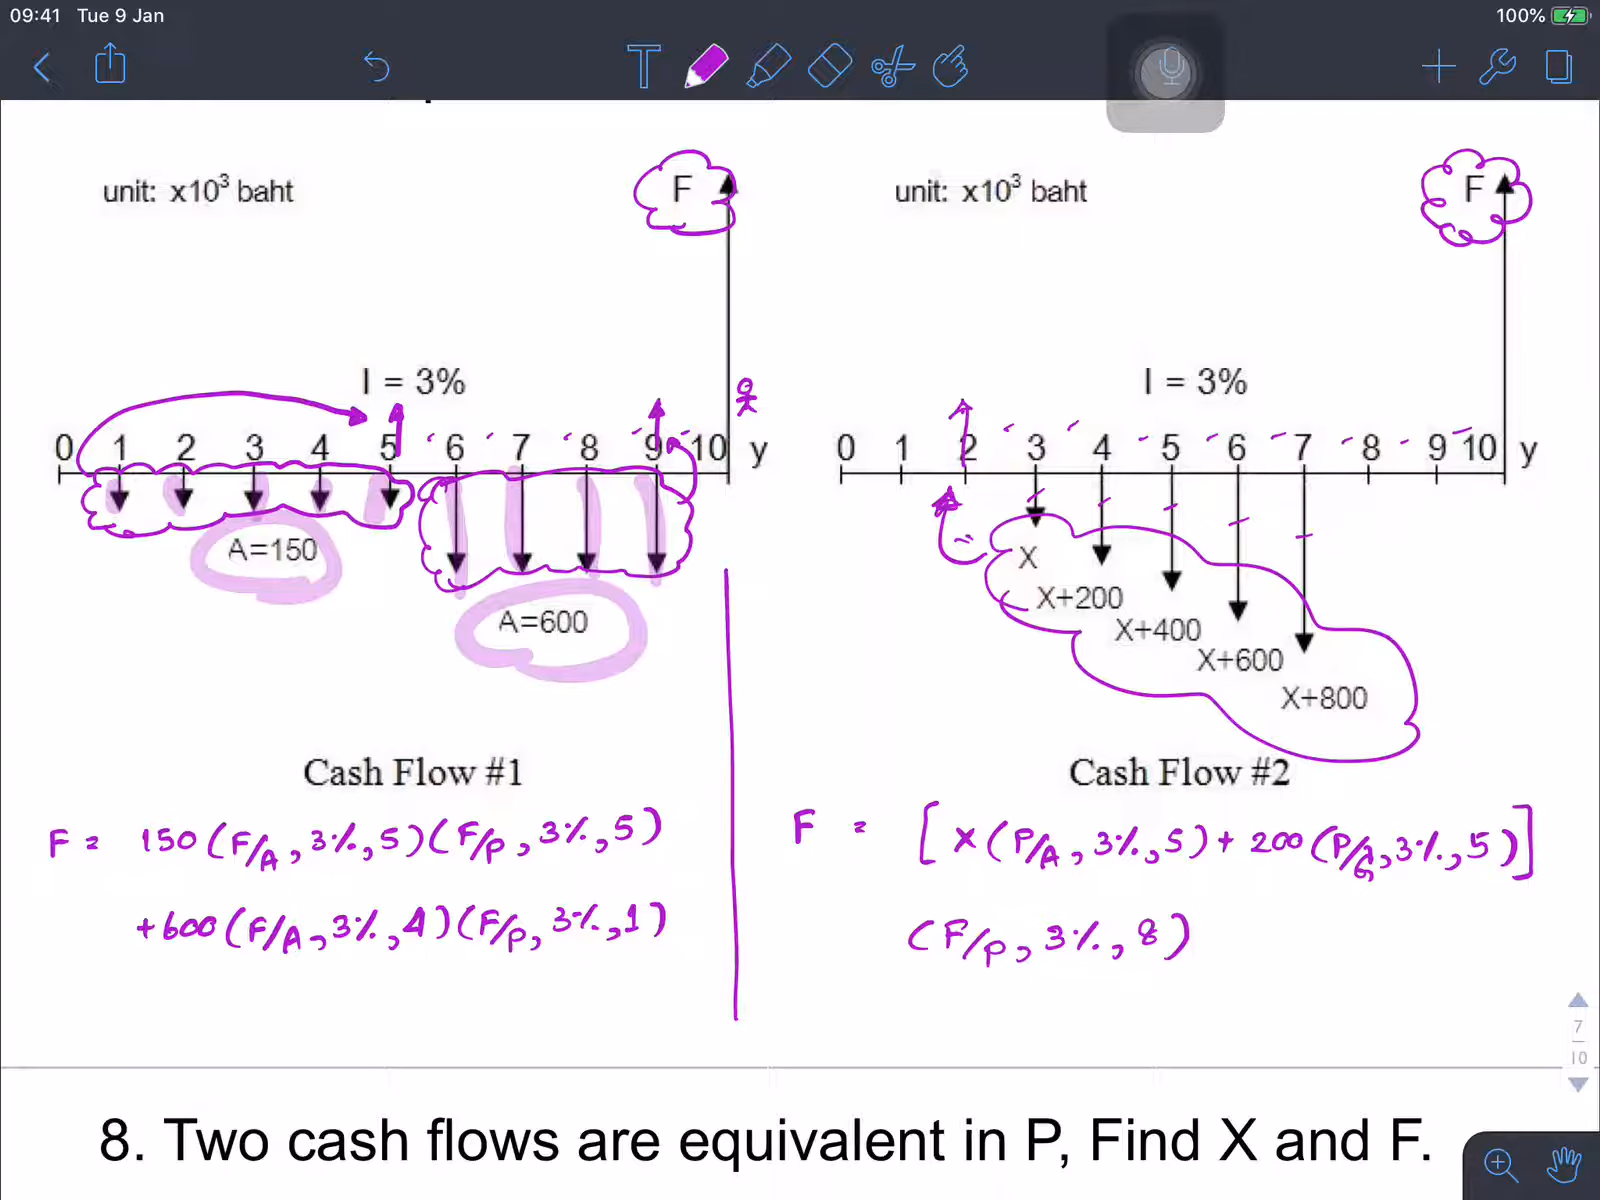 09:41 Tue 9 Jan
100%
T
unit: x10³ baht
F
I = 3%
0 1 2 3 4 5 6 7 8 9 10 y
A=150
A=600
Cash Flow #1
F = 150 (F/A, 3%, 5)(F/P, 3%, 5)
+600 (F/A, 3%, 4)(F/P, 3%, 1)
unit: x10³ baht
F
I = 3%
0 1 2 3 4 5 6 7 8 9 10 y
X
X+200
X+400
X+600
X+800
Cash Flow #2
F = [X(P/A, 3%, 5) + 200 (P/G, 3%, 5)]
(F/P, 3%, 8)
7
10
8. Two cash flows are equivalent in P, Find X and F.